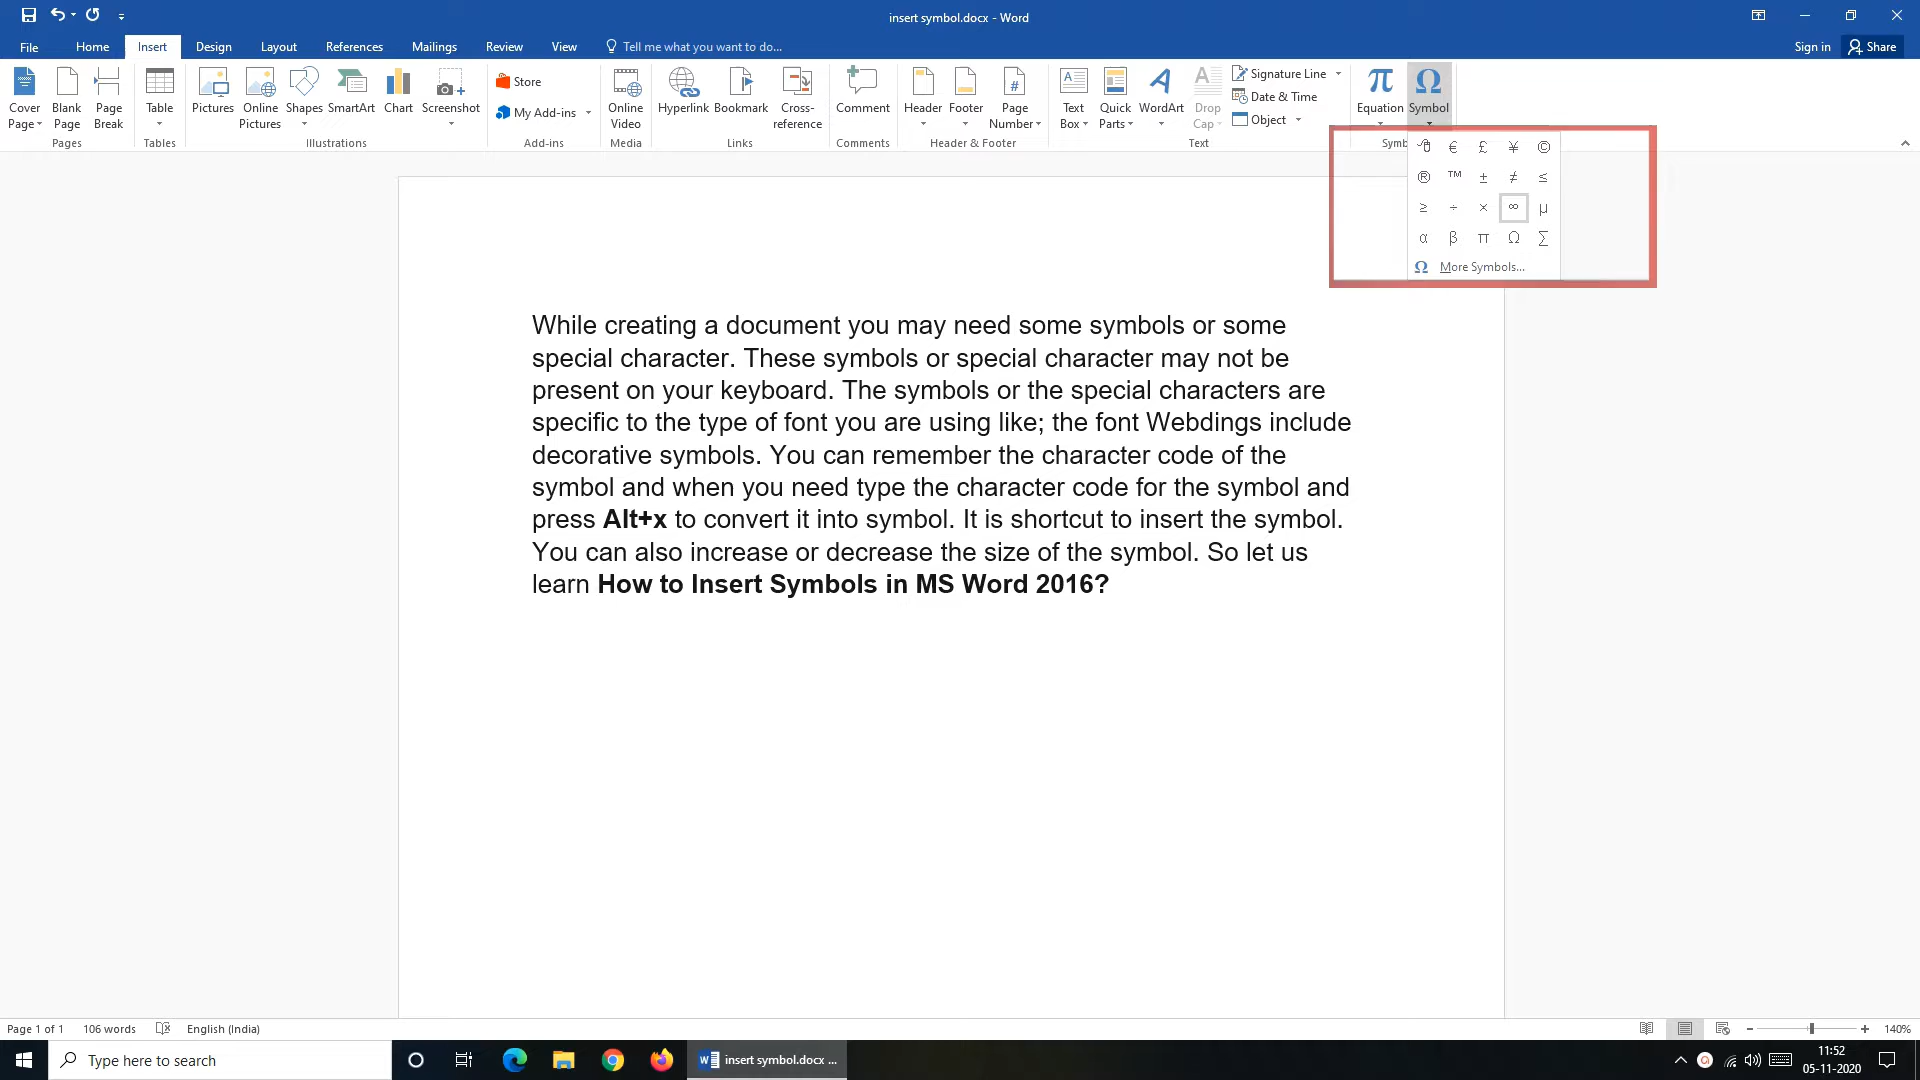 insert symbol.docx - Word
File Home Insert Design Layout References Mailings Review View Tell me what you want to do... Sign in Share
Cover Page
Blank Page
Page Break
Table
Pictures
Online Pictures
Shapes
SmartArt
Chart
Screenshot
Store
My Add-ins
Online Video
Hyperlink
Bookmark
Cross-reference
Comment
Header
Footer
Page Number
Text Box
Quick Parts
WordArt
Drop Cap
Signature Line
Date & Time
Object
Equation
Symbol
Pages Tables Illustrations Add-ins Media Links Comments Header & Footer Text Symb
€ £ ¥ ©
® ™ ± ≠ ≤
≥ ÷ × ∞ µ
α β π Ω ∑
Ω More Symbols...
While creating a document you may need some symbols or some
special character. These symbols or special character may not be
present on your keyboard. The symbols or the special characters are
specific to the type of font you are using like; the font Webdings include
decorative symbols. You can remember the character code of the
symbol and when you need type the character code for the symbol and
press Alt+x to convert it into symbol. It is shortcut to insert the symbol.
You can also increase or decrease the size of the symbol. So let us
learn How to Insert Symbols in MS Word 2016?
Page 1 of 1 106 words English (India) 140%
Type here to search
insert symbol.docx ...
11:52
05-11-2020